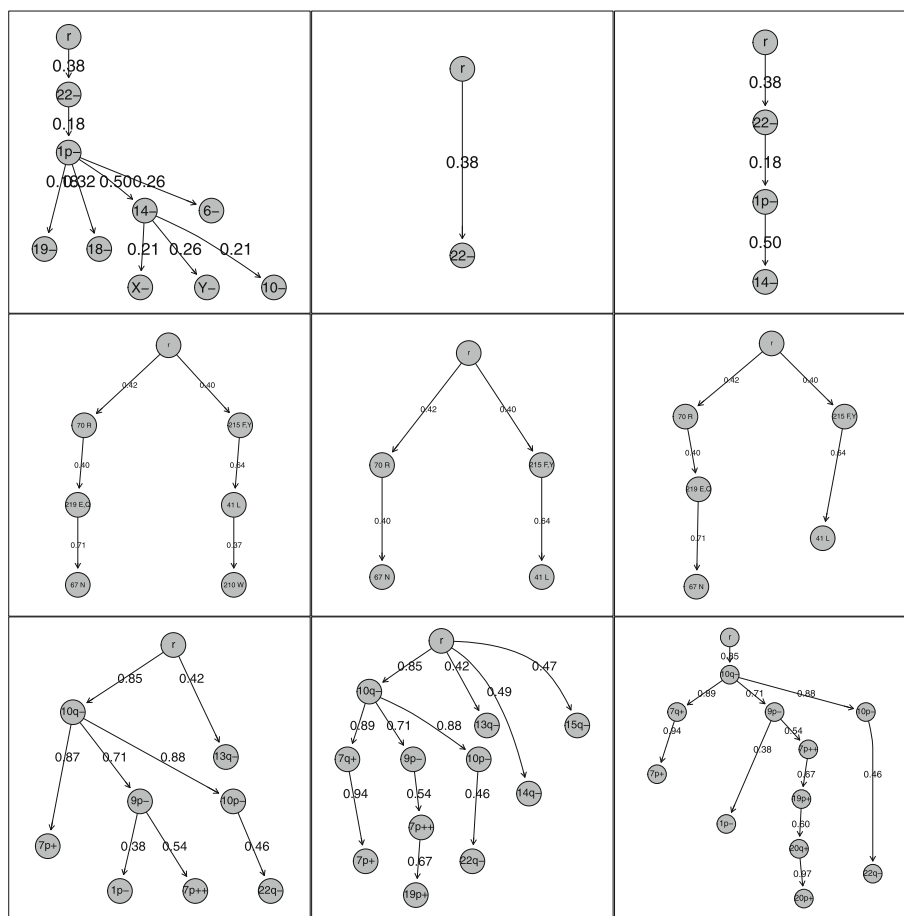 r
0.38
22−
0.18
1p−
0.18
0.32
0.50
0.26
14−
6−
19−
18−
0.21
0.26
0.21
X−
Y−
10−
r
0.38
22−
r
0.38
22−
0.18
1p−
0.50
14−
r
0.42
0.40
70 R
215 F,Y
0.40
0.64
219 E,Q
41 L
0.71
0.37
67 N
210 W
r
0.42
0.40
70 R
215 F,Y
0.40
0.64
67 N
41 L
r
0.42
0.40
70 R
215 F,Y
0.40
0.64
219 E,Q
0.71
41 L
67 N
r
0.85
0.42
10q−
13q−
0.87
0.71
0.88
9p−
10p−
7p+
0.38
0.54
0.46
1p−
7p++
22q−
r
0.85
0.42
0.49
0.47
10q−
13q−
15q−
0.89
0.71
0.88
7q+
9p−
10p−
14q−
0.94
0.54
0.46
7p++
7p+
0.67
22q−
19p+
r
0.85
10q−
0.89
0.71
0.88
7q+
9p−
10p−
0.94
0.38
0.54
7p++
7p+
0.67
0.46
19p+
1p−
0.60
20q+
0.97
22q−
20p+